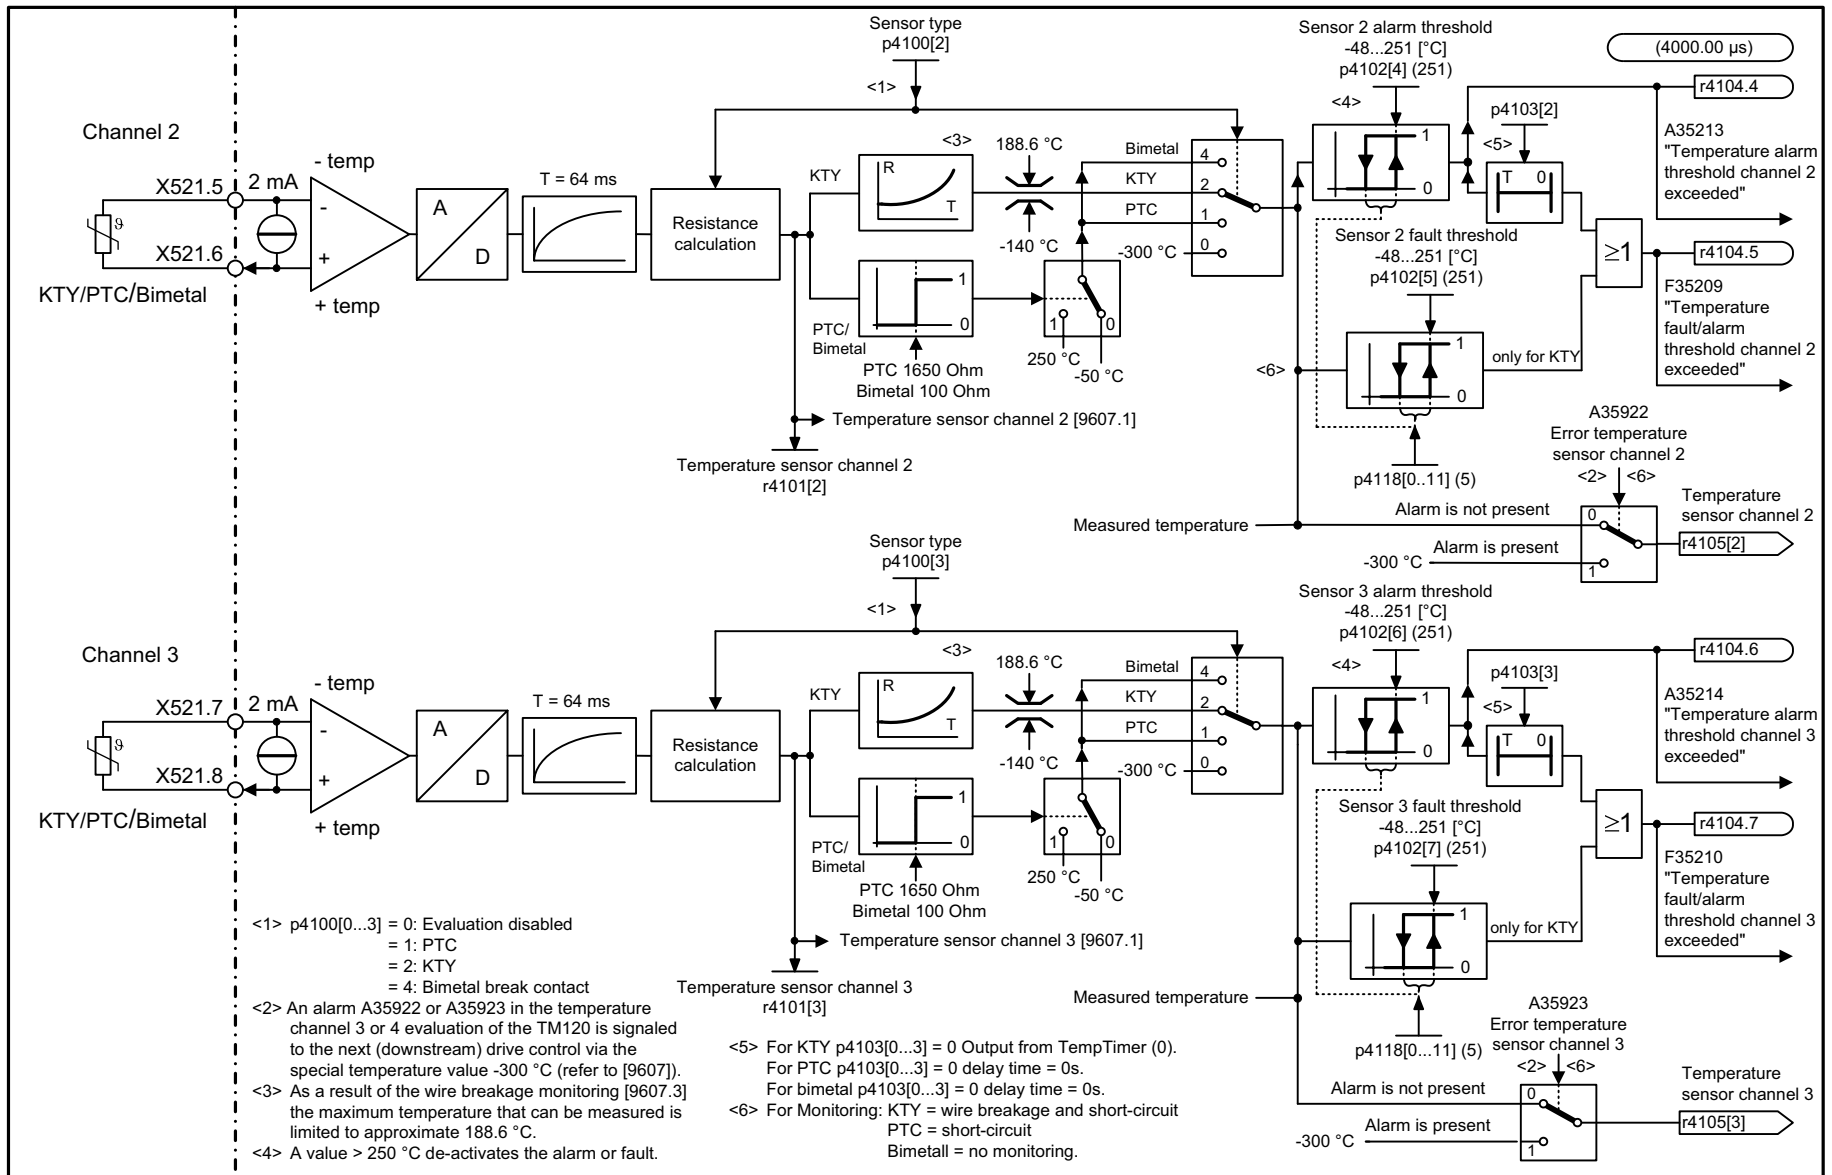 Sensor type
p4100[2]
<1>
Sensor 2 alarm threshold
-48...251 [°C]
p4102[4] (251)
<4>
(4000.00 µs)
r4104.4
p4103[2]
<5>
A35213
"Temperature alarm
threshold channel 2
exceeded"
Channel 2
X521.5
2 mA
- temp
-
A
D
T = 64 ms
Resistance
calculation
KTY
<3>
R
T
188.6 °C
-140 °C
Bimetal
KTY
PTC
-300 °C
4
2
1
0
1
0
T 0
ϑ
X521.6
+
+ temp
KTY/PTC/Bimetal
PTC/
Bimetal
1
0
PTC 1650 Ohm
Bimetal 100 Ohm
1
0
250 °C
-50 °C
Sensor 2 fault threshold
-48...251 [°C]
p4102[5] (251)
≥1
r4104.5
F35209
"Temperature
fault/alarm
threshold channel 2
exceeded"
<6>
1
0
only for KTY
p4118[0..11] (5)
Temperature sensor channel 2 [9607.1]
Temperature sensor channel 2
r4101[2]
A35922
Error temperature
sensor channel 2
<2> <6>
Measured temperature
Alarm is not present
Alarm is present
-300 °C
0
1
Temperature
sensor channel 2
r4105[2]
Sensor type
p4100[3]
<1>
Sensor 3 alarm threshold
-48...251 [°C]
p4102[6] (251)
<4>
r4104.6
p4103[3]
<5>
A35214
"Temperature alarm
threshold channel 3
exceeded"
Channel 3
X521.7
2 mA
- temp
-
A
D
T = 64 ms
Resistance
calculation
KTY
<3>
R
T
188.6 °C
-140 °C
Bimetal
KTY
PTC
-300 °C
4
2
1
0
1
0
T 0
ϑ
X521.8
+
+ temp
KTY/PTC/Bimetal
PTC/
Bimetal
1
0
PTC 1650 Ohm
Bimetal 100 Ohm
1
0
250 °C
-50 °C
Sensor 3 fault threshold
-48...251 [°C]
p4102[7] (251)
≥1
r4104.7
F35210
"Temperature
fault/alarm
threshold channel 3
exceeded"
1
0
only for KTY
p4118[0...11] (5)
Temperature sensor channel 3 [9607.1]
Temperature sensor channel 3
r4101[3]
A35923
Error temperature
sensor channel 3
<2> <6>
Measured temperature
Alarm is not present
Alarm is present
-300 °C
0
1
Temperature
sensor channel 3
r4105[3]
<1> p4100[0...3] = 0: Evaluation disabled
= 1: PTC
= 2: KTY
= 4: Bimetal break contact
<2> An alarm A35922 or A35923 in the temperature
channel 3 or 4 evaluation of the TM120 is signaled
to the next (downstream) drive control via the
special temperature value -300 °C (refer to [9607]).
<3> As a result of the wire breakage monitoring [9607.3]
the maximum temperature that can be measured is
limited to approximate 188.6 °C.
<4> A value > 250 °C de-activates the alarm or fault.
<5> For KTY p4103[0...3] = 0 Output from TempTimer (0).
For PTC p4103[0...3] = 0 delay time = 0s.
For bimetal p4103[0...3] = 0 delay time = 0s.
<6> For Monitoring: KTY = wire breakage and short-circuit
PTC = short-circuit
Bimetall = no monitoring.